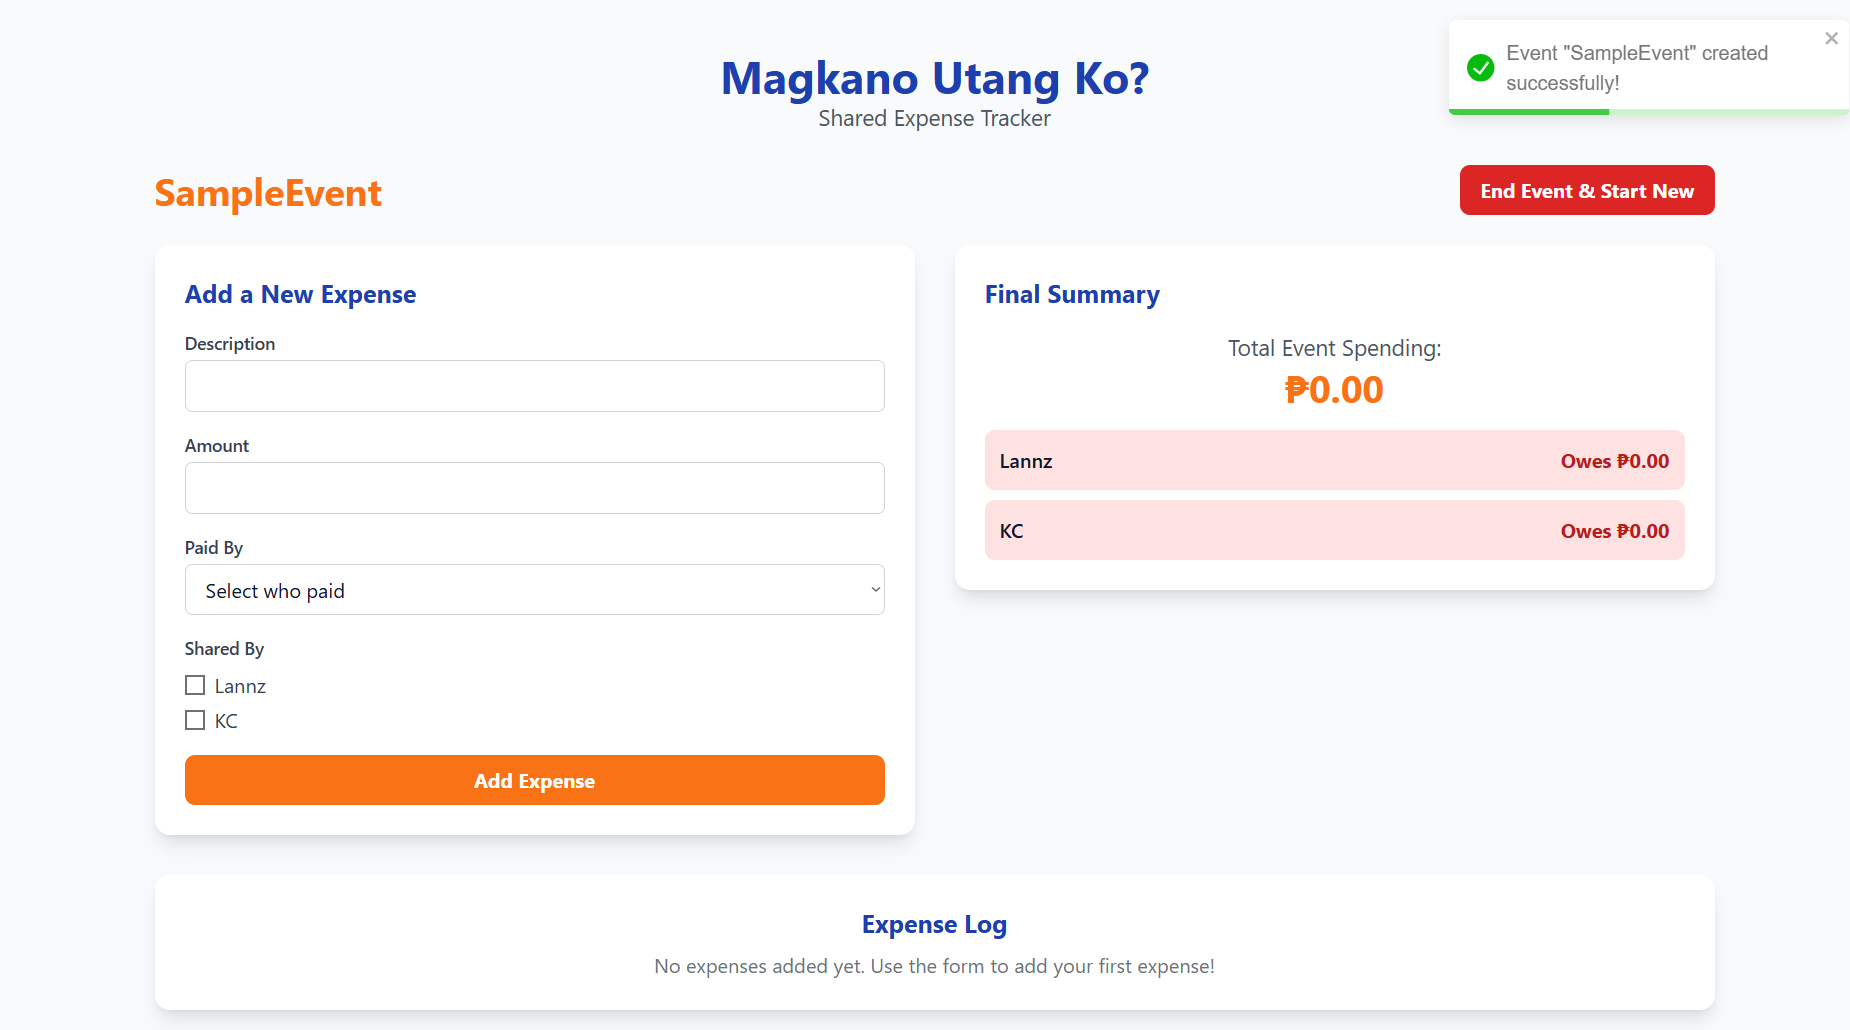 Magkano Utang Ko?
Shared Expense Tracker
Event "SampleEvent" created
successfully!
SampleEvent
End Event & Start New
Add a New Expense
Description
Amount
Paid By
Select who paid
Shared By
Lannz
KC
Add Expense
Final Summary
Total Event Spending:
₱0.00
Lannz Owes ₱0.00
KC Owes ₱0.00
Expense Log
No expenses added yet. Use the form to add your first expense!